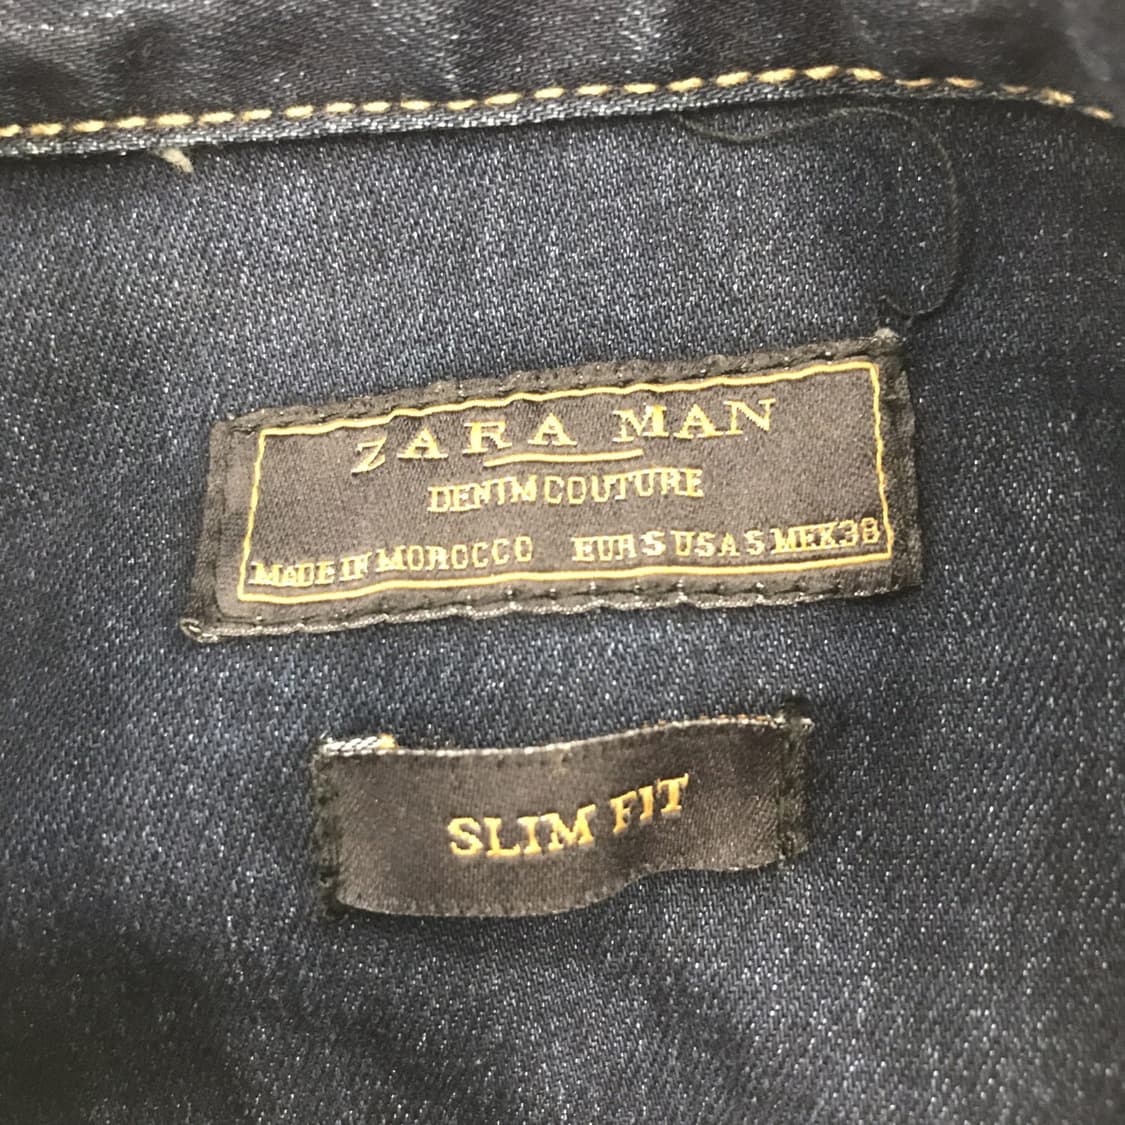 ZARA MAN
DENIM COUTURE
MADE IN MOROCCO EUR S USA S MEX 38
SLIM FIT